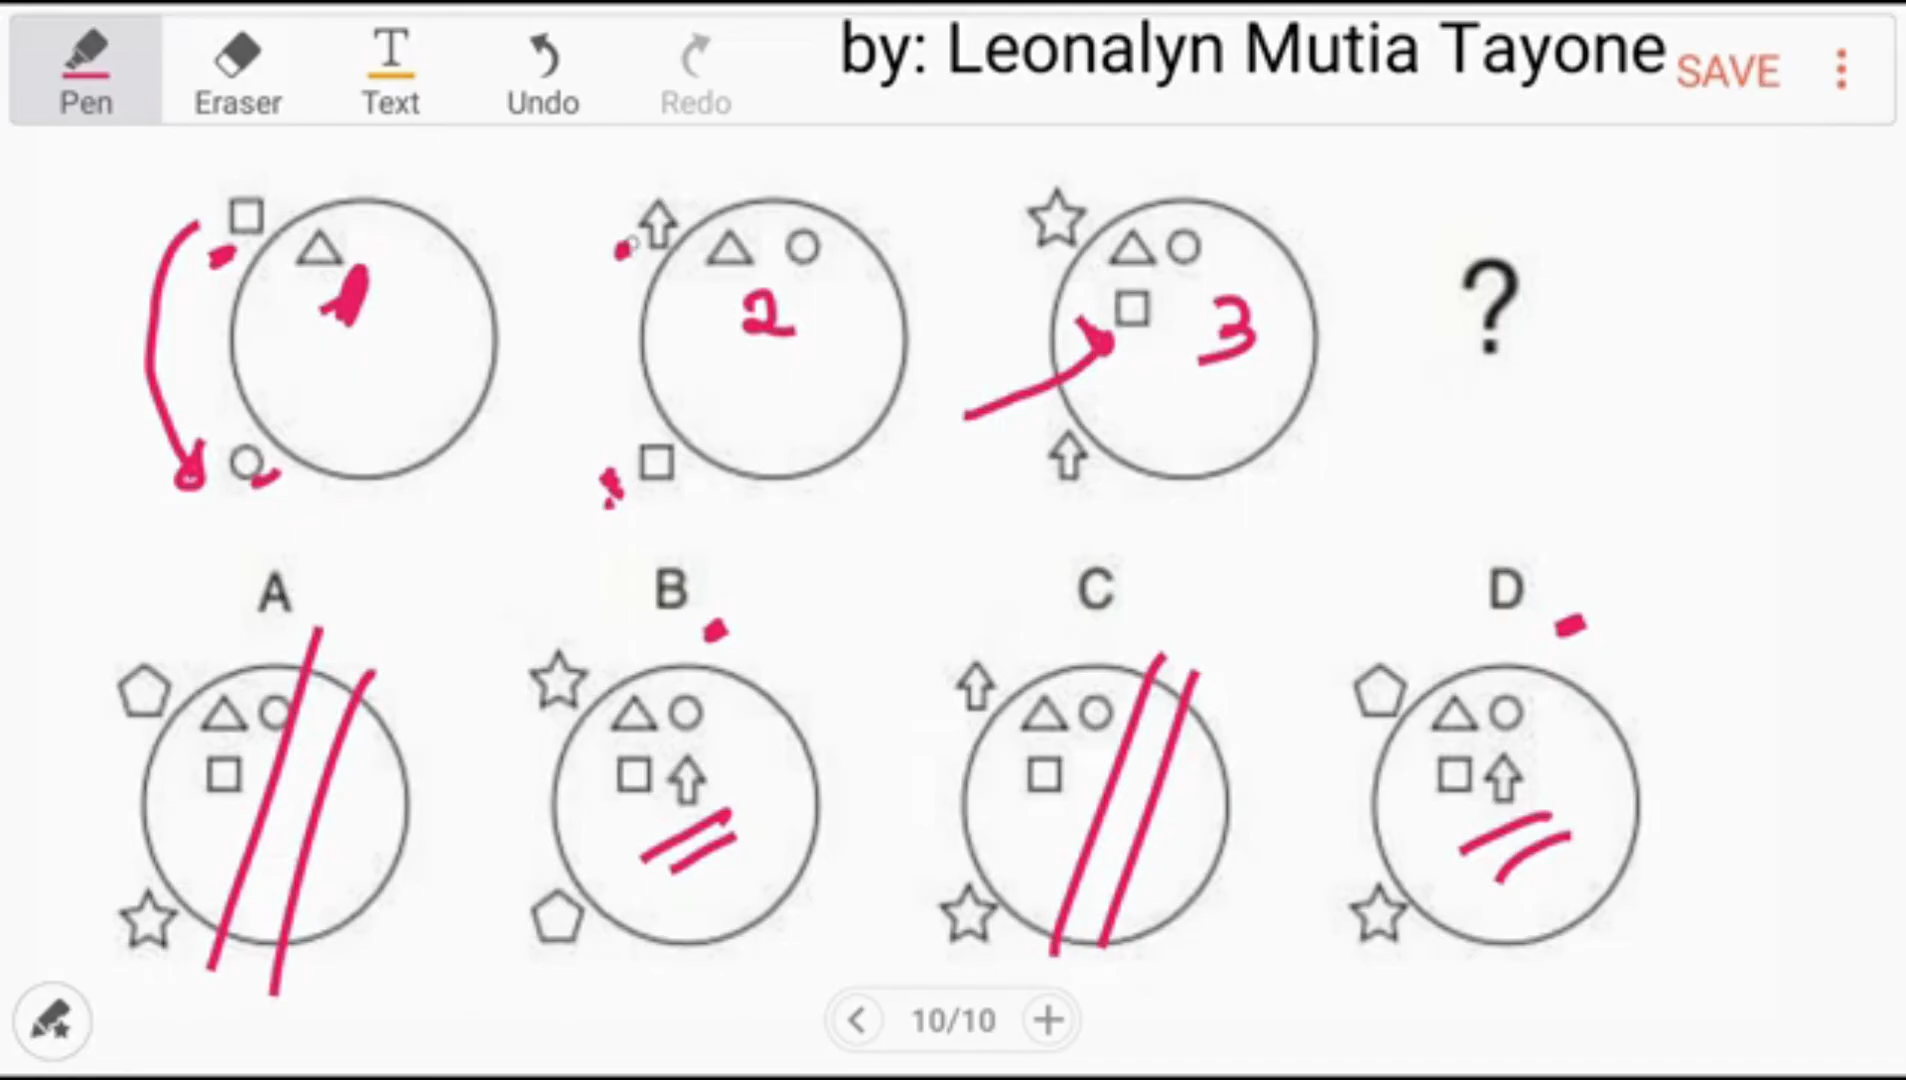 by: Leonalyn Mutia Tayone
Pen
Eraser
T
Text
Undo
Redo
SAVE
1
2
3
?
A
B
C
D
10/10